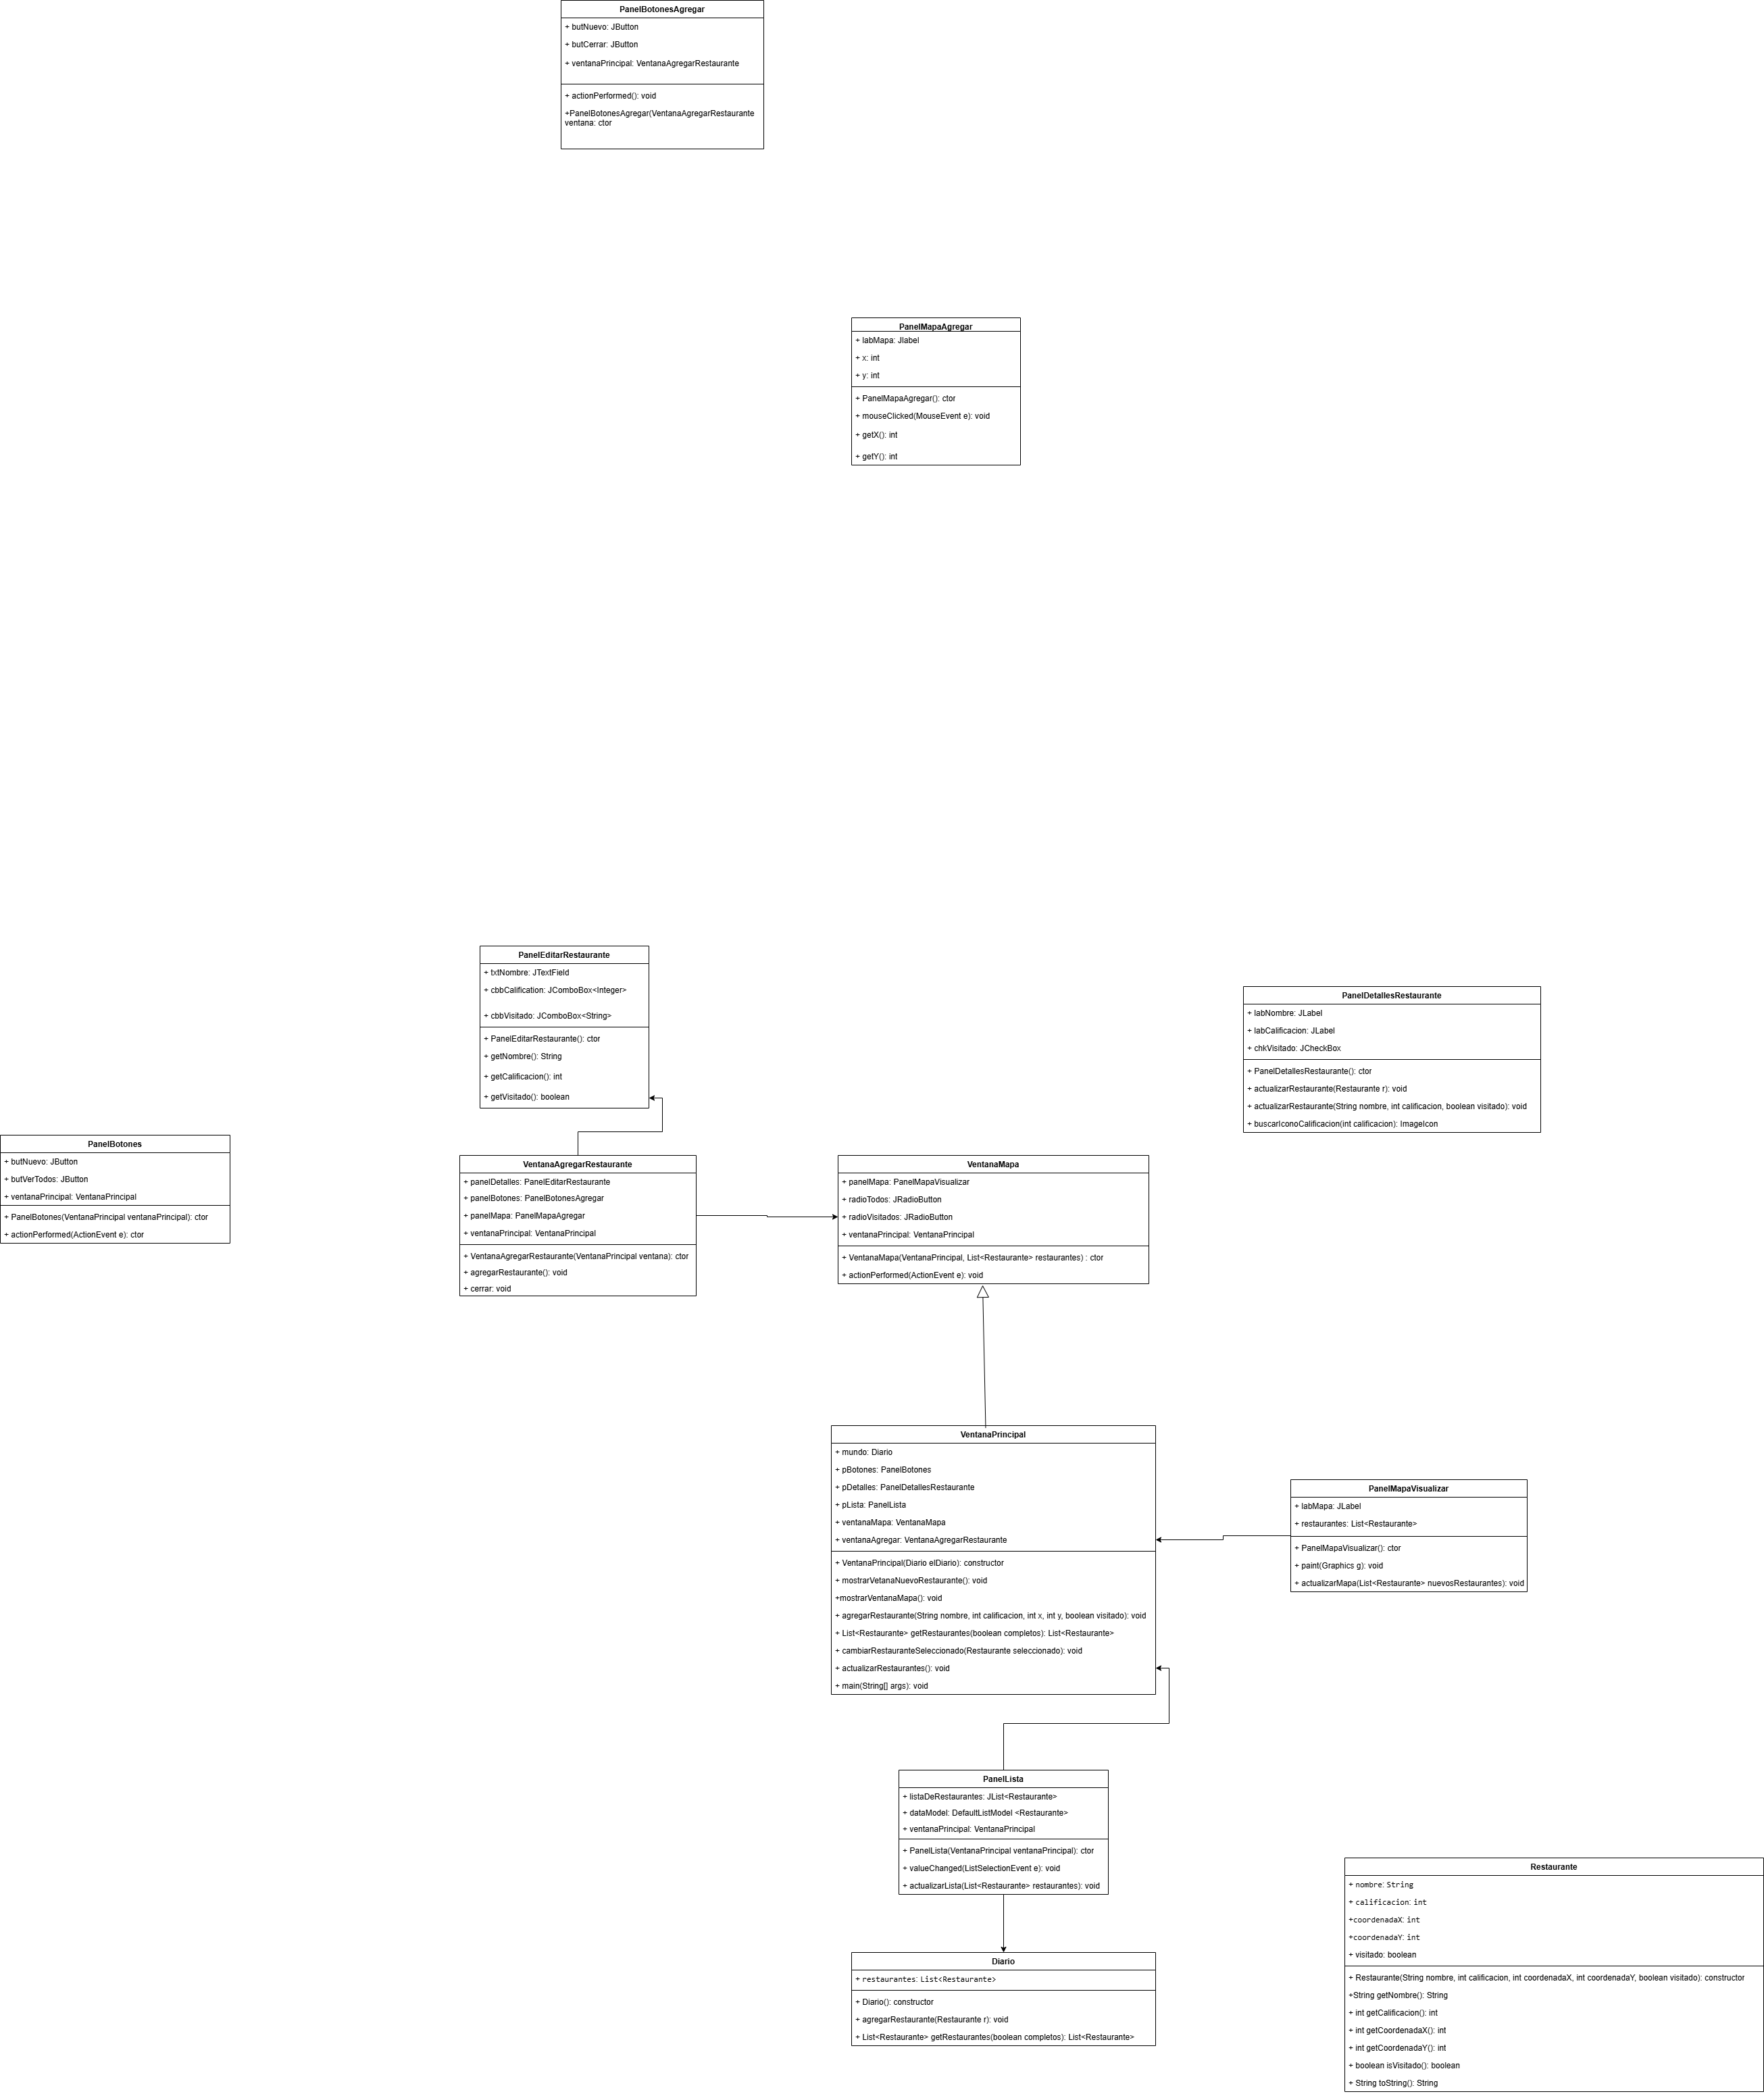 PanelBotonesAgregar
+ butNuevo: JButton
+ butCerrar: JButton
+ ventanaPrincipal: VentanaAgregarRestaurante
+ actionPerformed(): void
+PanelBotonesAgregar(VentanaAgregarRestaurante
ventana: ctor
PanelMapaAgregar
+ labMapa: Jlabel
+ x: int
+ y: int
+ PanelMapaAgregar(): ctor
+ mouseClicked(MouseEvent e): void
+ getX(): int
+ getY(): int
PanelEditarRestaurante
+ txtNombre: JTextField
+ cbbCalification: JComboBox<Integer>
+ cbbVisitado: JComboBox<String>
+ PanelEditarRestaurante(): ctor
+ getNombre(): String
+ getCalificacion(): int
+ getVisitado(): boolean
PanelDetallesRestaurante
+ labNombre: JLabel
+ labCalificacion: JLabel
+ chkVisitado: JCheckBox
+ PanelDetallesRestaurante(): ctor
+ actualizarRestaurante(Restaurante r): void
+ actualizarRestaurante(String nombre, int calificacion, boolean visitado): void
+ buscarIconoCalificacion(int calificacion): ImageIcon
PanelBotones
+ butNuevo: JButton
+ butVerTodos: JButton
+ ventanaPrincipal: VentanaPrincipal
+ PanelBotones(VentanaPrincipal ventanaPrincipal): ctor
+ actionPerformed(ActionEvent e): ctor
VentanaAgregarRestaurante
+ panelDetalles: PanelEditarRestaurante
+ panelBotones: PanelBotonesAgregar
+ panelMapa: PanelMapaAgregar
+ ventanaPrincipal: VentanaPrincipal
+ VentanaAgregarRestaurante(VentanaPrincipal ventana): ctor
+ agregarRestaurante(): void
+ cerrar: void
VentanaMapa
+ panelMapa: PanelMapaVisualizar
+ radioTodos: JRadioButton
+ radioVisitados: JRadioButton
+ ventanaPrincipal: VentanaPrincipal
+ VentanaMapa(VentanaPrincipal, List<Restaurante> restaurantes) : ctor
+ actionPerformed(ActionEvent e): void
VentanaPrincipal
+ mundo: Diario
+ pBotones: PanelBotones
+ pDetalles: PanelDetallesRestaurante
+ pLista: PanelLista
+ ventanaMapa: VentanaMapa
+ ventanaAgregar: VentanaAgregarRestaurante
+ VentanaPrincipal(Diario elDiario): constructor
+ mostrarVetanaNuevoRestaurante(): void
+mostrarVentanaMapa(): void
+ agregarRestaurante(String nombre, int calificacion, int x, int y, boolean visitado): void
+ List<Restaurante> getRestaurantes(boolean completos): List<Restaurante>
+ cambiarRestauranteSeleccionado(Restaurante seleccionado): void
+ actualizarRestaurantes(): void
+ main(String[] args): void
PanelMapaVisualizar
+ labMapa: JLabel
+ restaurantes: List<Restaurante>
+ PanelMapaVisualizar(): ctor
+ paint(Graphics g): void
+ actualizarMapa(List<Restaurante> nuevosRestaurantes): void
PanelLista
+ listaDeRestaurantes: JList<Restaurante>
+ dataModel: DefaultListModel <Restaurante>
+ ventanaPrincipal: VentanaPrincipal
+ PanelLista(VentanaPrincipal ventanaPrincipal): ctor
+ valueChanged(ListSelectionEvent e): void
+ actualizarLista(List<Restaurante> restaurantes): void
Restaurante
+ nombre: String
+ calificacion: int
+coordenadaX: int
+coordenadaY: int
+ visitado: boolean
+ Restaurante(String nombre, int calificacion, int coordenadaX, int coordenadaY, boolean visitado): constructor
+String getNombre(): String
+ int getCalificacion(): int
+ int getCoordenadaX(): int
+ int getCoordenadaY(): int
+ boolean isVisitado(): boolean
+ String toString(): String
Diario
+ restaurantes: List<Restaurante>
+ Diario(): constructor
+ agregarRestaurante(Restaurante r): void
+ List<Restaurante> getRestaurantes(boolean completos): List<Restaurante>